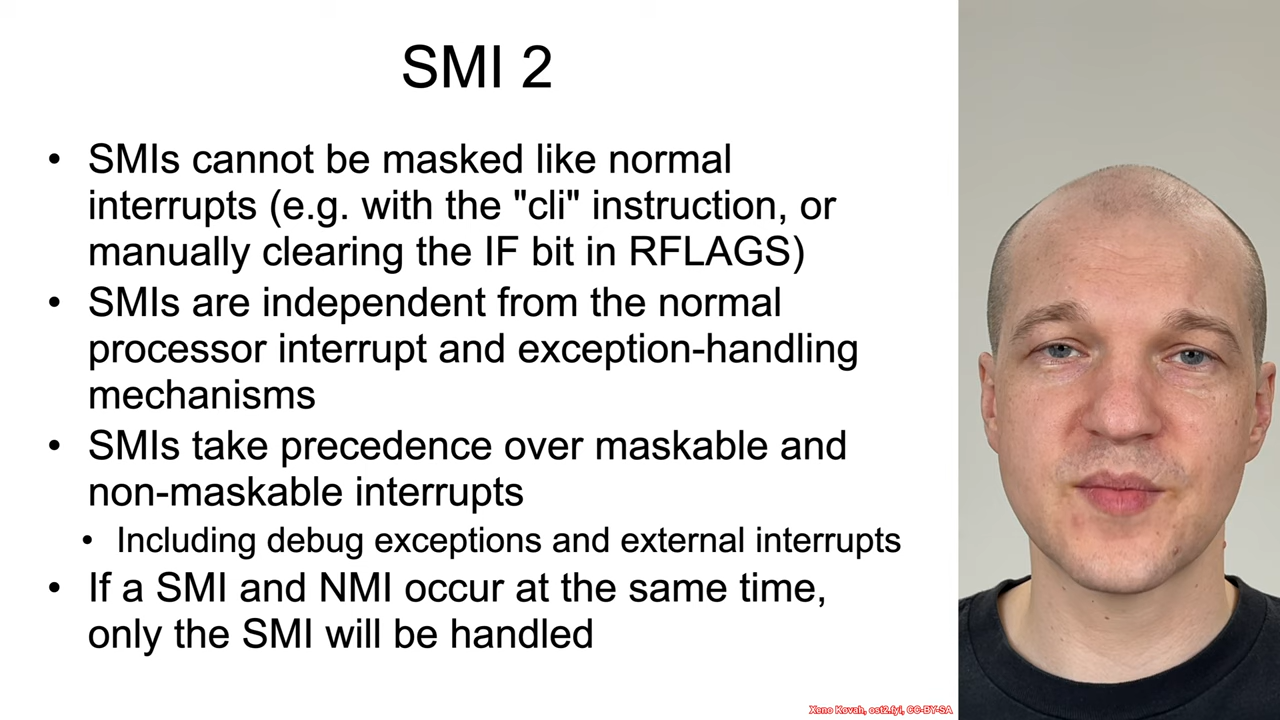 SMI 2
• SMIs cannot be masked like normal
interrupts (e.g. with the "cli" instruction, or
manually clearing the IF bit in RFLAGS)
• SMIs are independent from the normal
processor interrupt and exception-handling
mechanisms
• SMIs take precedence over maskable and
non-maskable interrupts
• Including debug exceptions and external interrupts
• If a SMI and NMI occur at the same time,
only the SMI will be handled
Xeno Kovah, ost2.fyi, CC-BY-SA